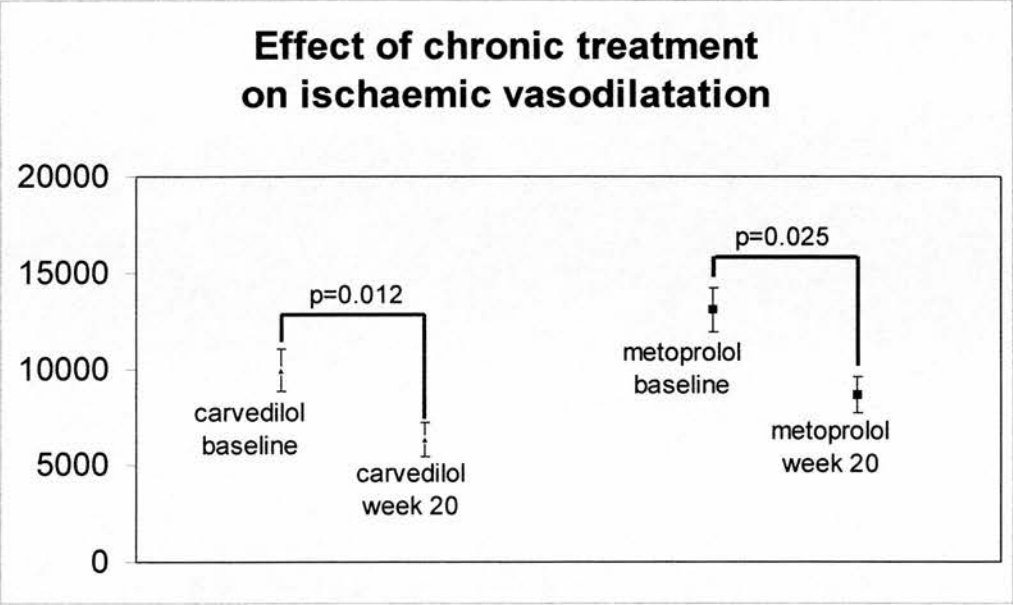 Effect of chronic treatment
on ischaemic vasodilatation
20000
15000
10000
5000
0
p=0.012
p=0.025
carvedilol
baseline
carvedilol
week 20
metoprolol
baseline
metoprolol
week 20